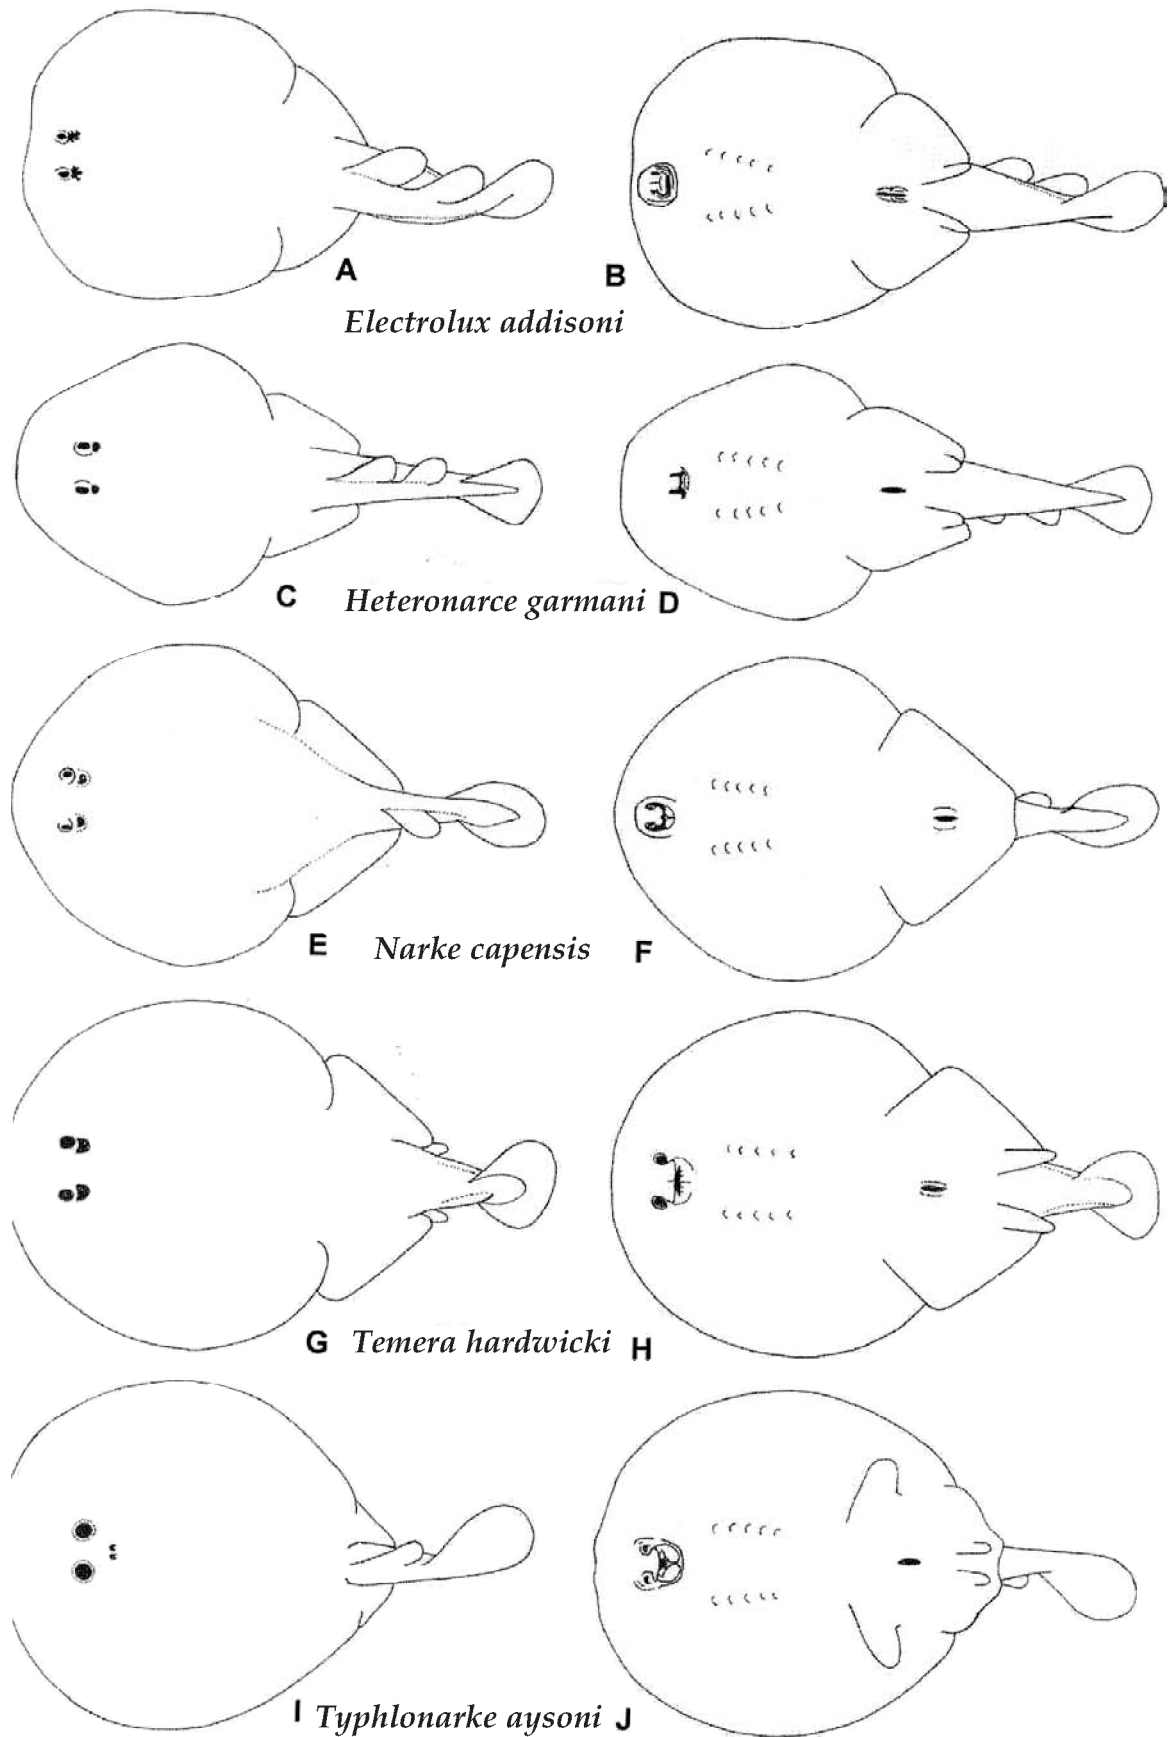 A B
Electrolux addisoni
C Heteronarce garmani D
E Narke capensis F
G Temera hardwicki H
I Typhlonarke aysoni J